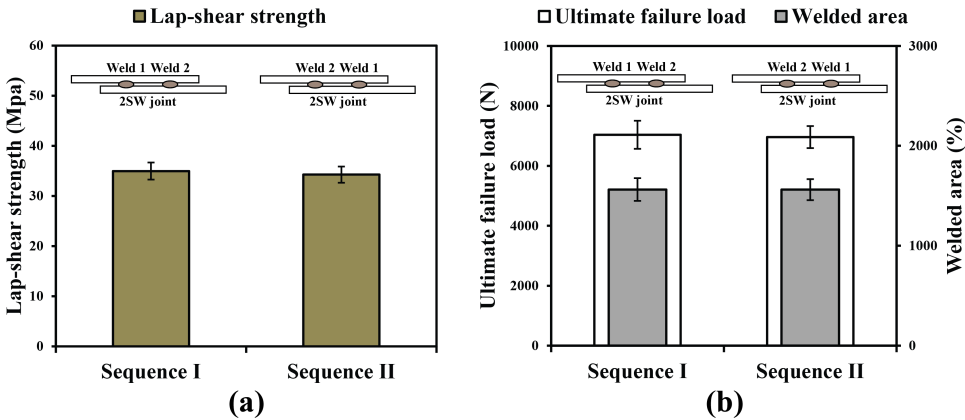 Lap-shear strength
Lap-shear strength (Mpa)
60
50
40
30
20
10
0
Weld 1 Weld 2
2SW joint
Weld 2 Weld 1
2SW joint
Sequence I
Sequence II
(a)
Ultimate failure load
Welded area
Ultimate failure load (N)
10000
8000
6000
4000
2000
0
Weld 1 Weld 2
2SW joint
Weld 2 Weld 1
2SW joint
3000
2000
1000
0
Welded area (%)
Sequence I
Sequence II
(b)